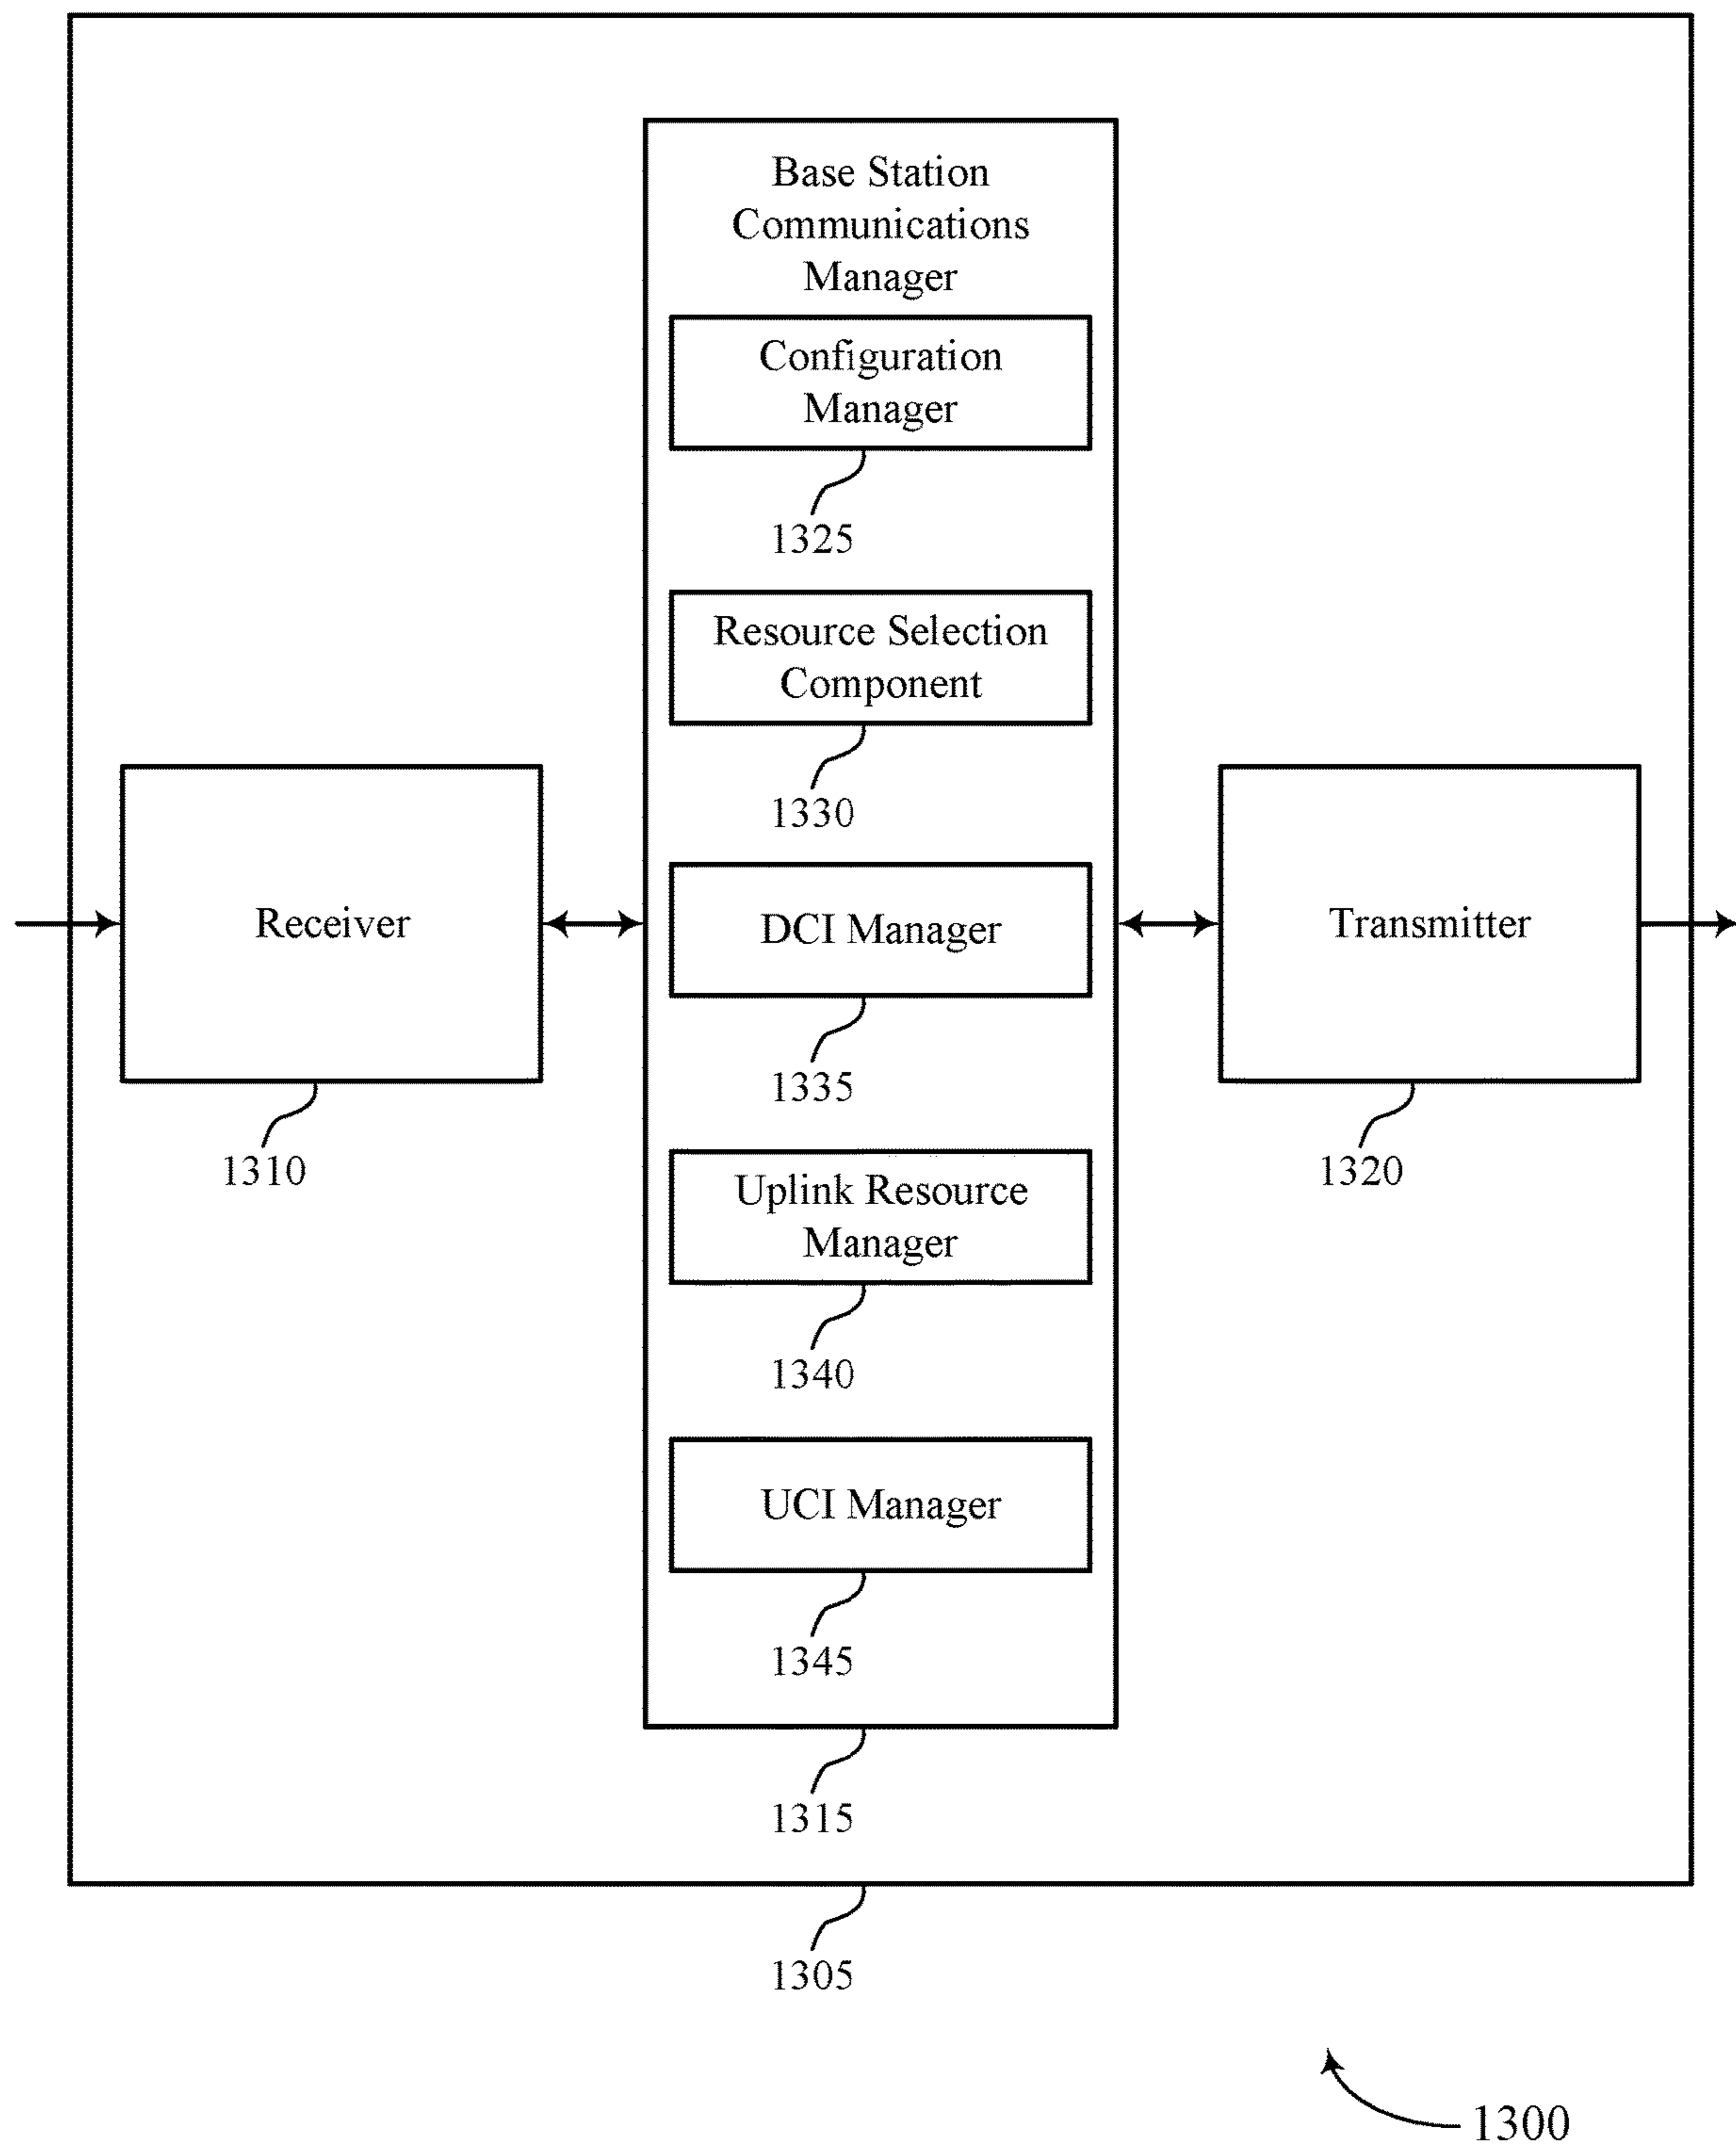 Base Station
Communications
Manager
Configuration
Manager
1325
Resource Selection
Component
1330
Receiver
1310
DCI Manager
1335
Transmitter
1320
Uplink Resource
Manager
1340
UCI Manager
1345
1315
1305
1300